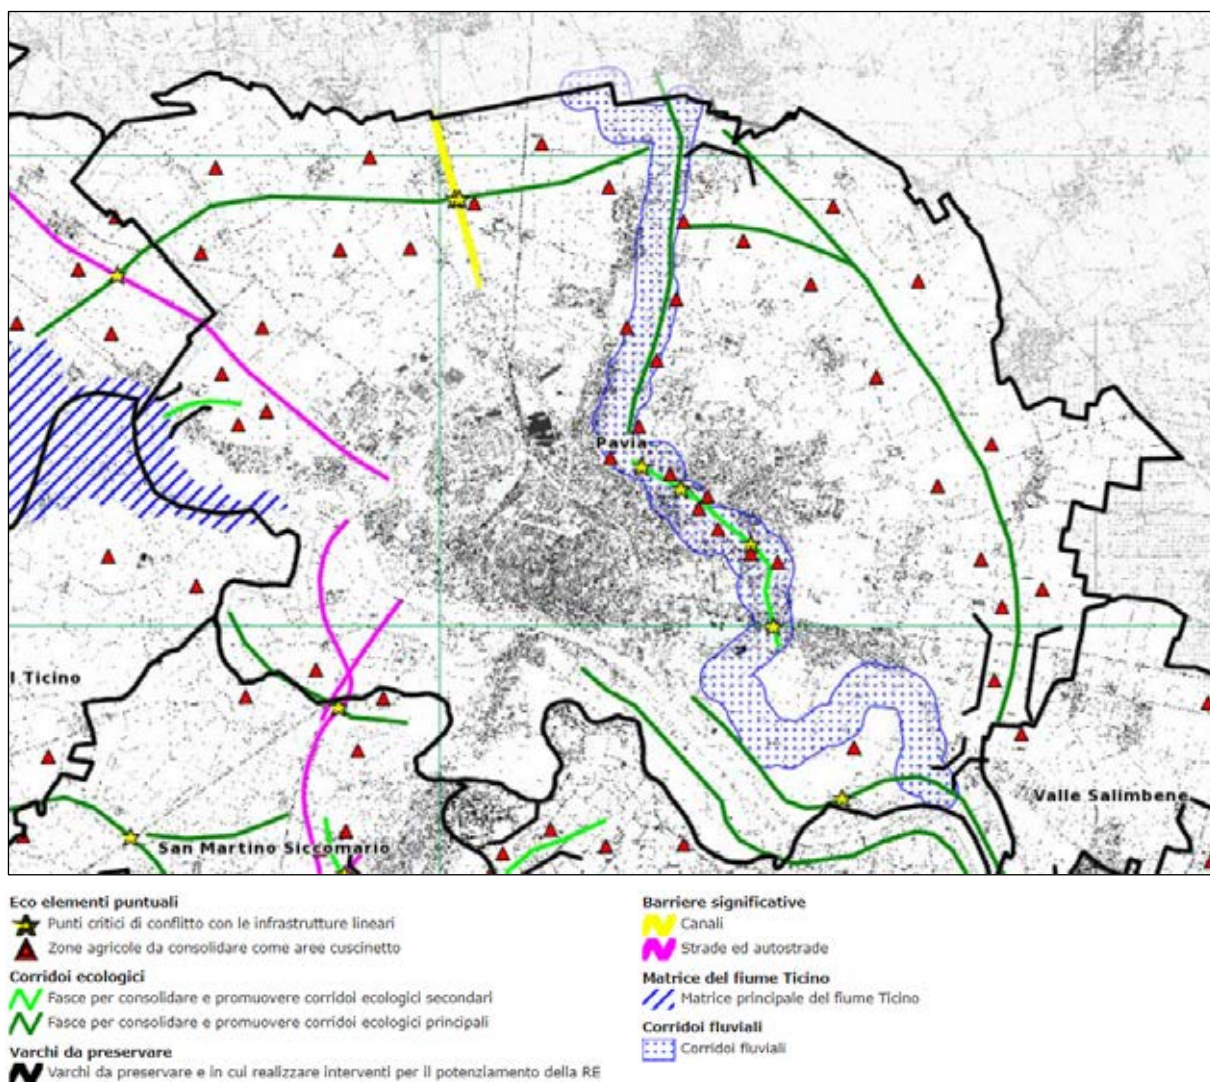 Pavia
l Ticino
Valle Salimbene
San Martino Siccomario
Eco elementi puntuali
Punti critici di conflitto con le infrastrutture lineari
Zone agricole da consolidare come aree cuscinetto
Corridoi ecologici
Fasce per consolidare e promuovere corridoi ecologici secondari
Fasce per consolidare e promuovere corridoi ecologici principali
Varchi da preservare
Varchi da preservare e in cui realizzare interventi per il potenziamento della RE
Barriere significative
Canali
Strade ed autostrade
Matrice del fiume Ticino
Matrice principale del fiume Ticino
Corridoi fluviali
Corridoi fluviali